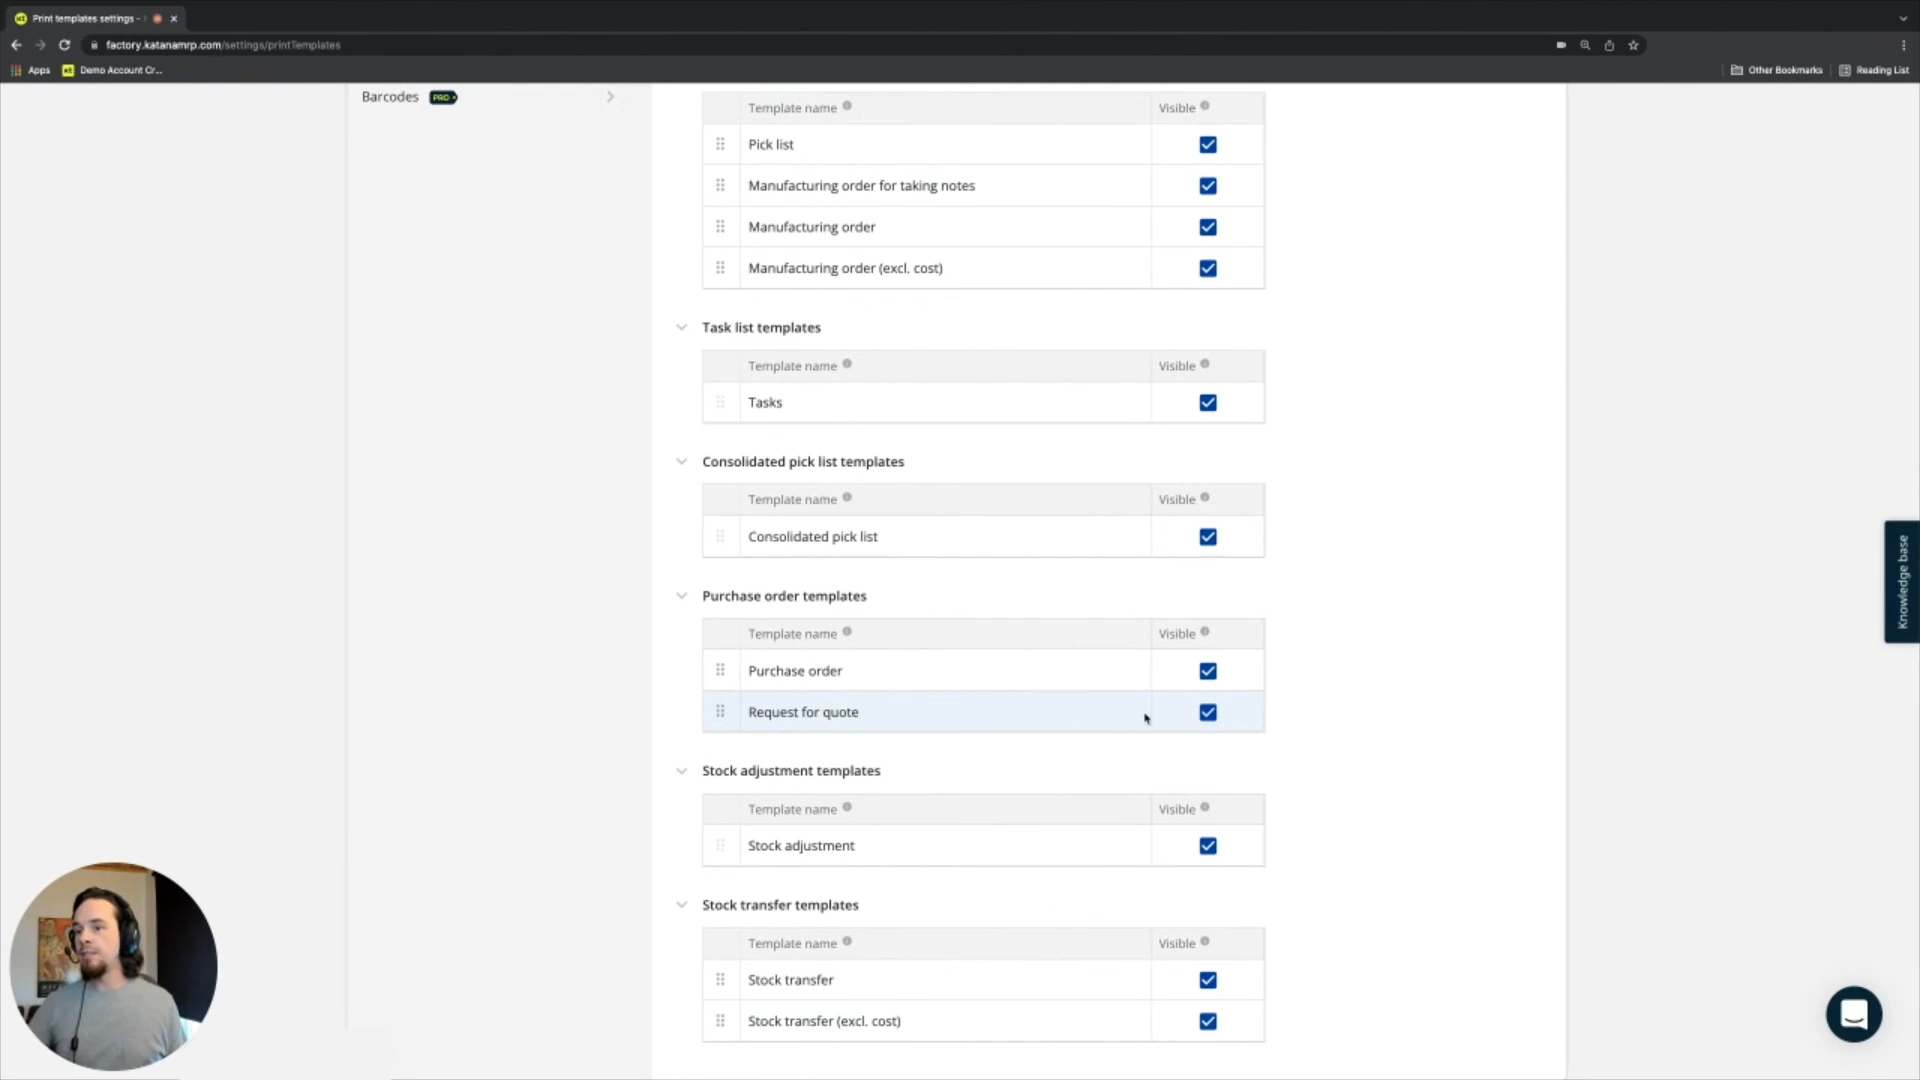 Print templates settings -
factory.katanamrp.com/settings/printTemplates
Apps
Demo Account Cr...
Other Bookmarks
Reading List
Barcodes PRO
Template name Visible
Pick list
Manufacturing order for taking notes
Manufacturing order
Manufacturing order (excl. cost)
Task list templates
Template name Visible
Tasks
Consolidated pick list templates
Template name Visible
Consolidated pick list
Purchase order templates
Template name Visible
Purchase order
Request for quote
Stock adjustment templates
Template name Visible
Stock adjustment
Stock transfer templates
Template name Visible
Stock transfer
Stock transfer (excl. cost)
Knowledge base